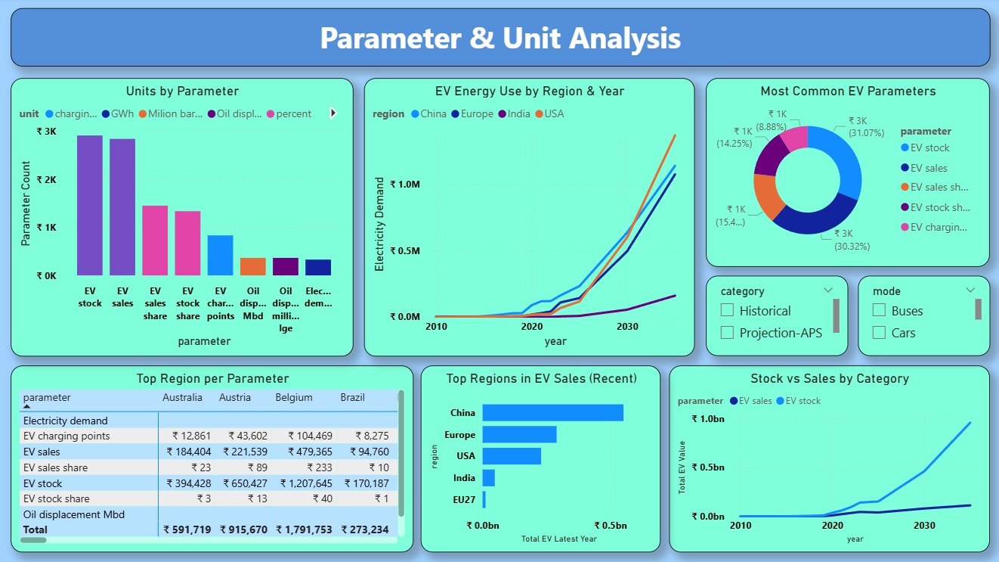 Parameter & Unit Analysis
Units by Parameter
unit chargin... GWh Milion bar... Oil displ... percent
Parameter Count
₹ 3K
₹ 2K
₹ 1K
₹ 0K
EV stock
EV sales
EV sales share
EV stock share
EV char... points
Oil disp... Mbd
Oil disp... milli... lge
Elec... dem...
parameter
EV Energy Use by Region & Year
region China Europe India USA
Electricity Demand
₹ 1.0M
₹ 0.5M
₹ 0.0M
2010 2020 2030
year
Most Common EV Parameters
₹ 3K (31.07%)
₹ 3K (30.32%)
₹ 1K (15.4...)
₹ 1K (14.25%)
₹ 1K (8.88%)
parameter
EV stock
EV sales
EV sales sh...
EV stock sh...
EV chargin...
category
Historical
Projection-APS
mode
Buses
Cars
Top Region per Parameter
parameter Australia Austria Belgium Brazil
Electricity demand
EV charging points ₹ 12,861 ₹ 43,602 ₹ 104,469 ₹ 8,275
EV sales ₹ 184,404 ₹ 221,539 ₹ 479,365 ₹ 94,760
EV sales share ₹ 23 ₹ 89 ₹ 233 ₹ 10
EV stock ₹ 394,428 ₹ 650,427 ₹ 1,207,645 ₹ 170,187
EV stock share ₹ 3 ₹ 13 ₹ 40 ₹ 1
Oil displacement Mbd
Total ₹ 591,719 ₹ 915,670 ₹ 1,791,753 ₹ 273,234
Top Regions in EV Sales (Recent)
region
China
Europe
USA
India
EU27
₹ 0.0bn ₹ 0.5bn
Total EV Latest Year
Stock vs Sales by Category
parameter EV sales EV stock
Total EV Value
₹ 1.0bn
₹ 0.5bn
₹ 0.0bn
2010 2020 2030
year